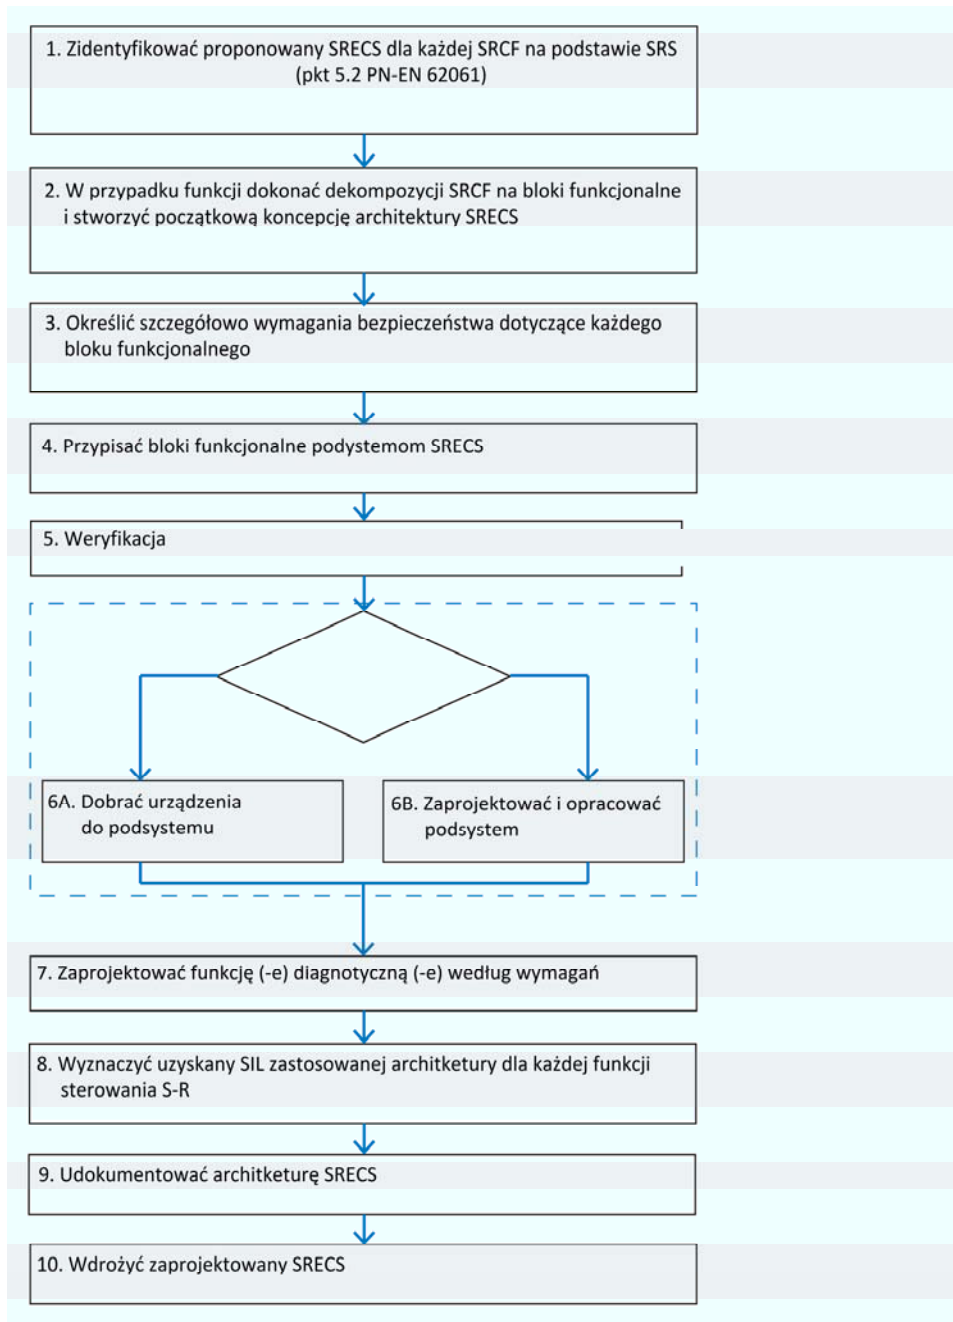 1. Zidentyfikować proponowany SRECS dla każdej SRCF na podstawie SRS
(pkt 5.2 PN-EN 62061)
2. W przypadku funkcji dokonać dekompozycji SRCF na bloki funkcjonalne
i stworzyć początkową koncepcję architektury SRECS
3. Określić szczegółowo wymagania bezpieczeństwa dotyczące każdego
bloku funkcjonalnego
4. Przypisać bloki funkcjonalne podystemom SRECS
5. Weryfikacja
6A. Dobrać urządzenia
do podsystemu
6B. Zaprojektować i opracować
podsystem
7. Zaprojektować funkcję (-e) diagnotyczną (-e) według wymagań
8. Wyznaczyć uzyskany SIL zastosowanej architketury dla każdej funkcji
sterowania S-R
9. Udokumentować architketurę SRECS
10. Wdrożyć zaprojektowany SRECS